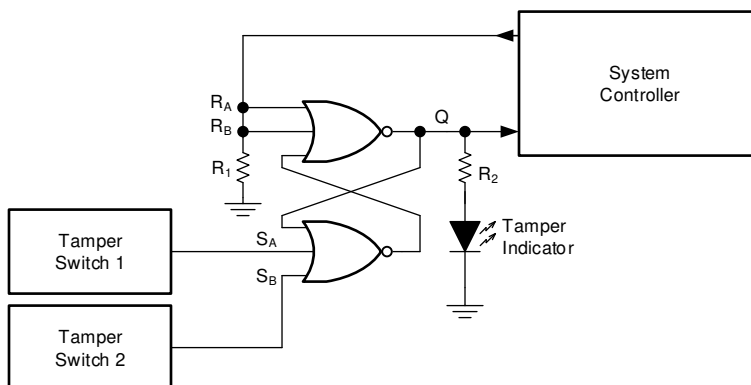 System
Controller
R_A
R_B
Q
R_1
R_2
Tamper
Switch 1
S_A
Tamper
Indicator
S_B
Tamper
Switch 2